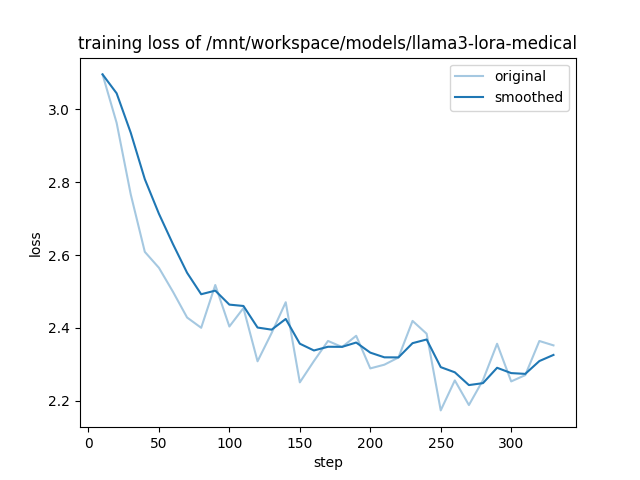 training loss of /mnt/workspace/models/llama3-lora-medical
original
smoothed
3.0
2.8
2.6
2.4
2.2
loss
0 50 100 150 200 250 300
step